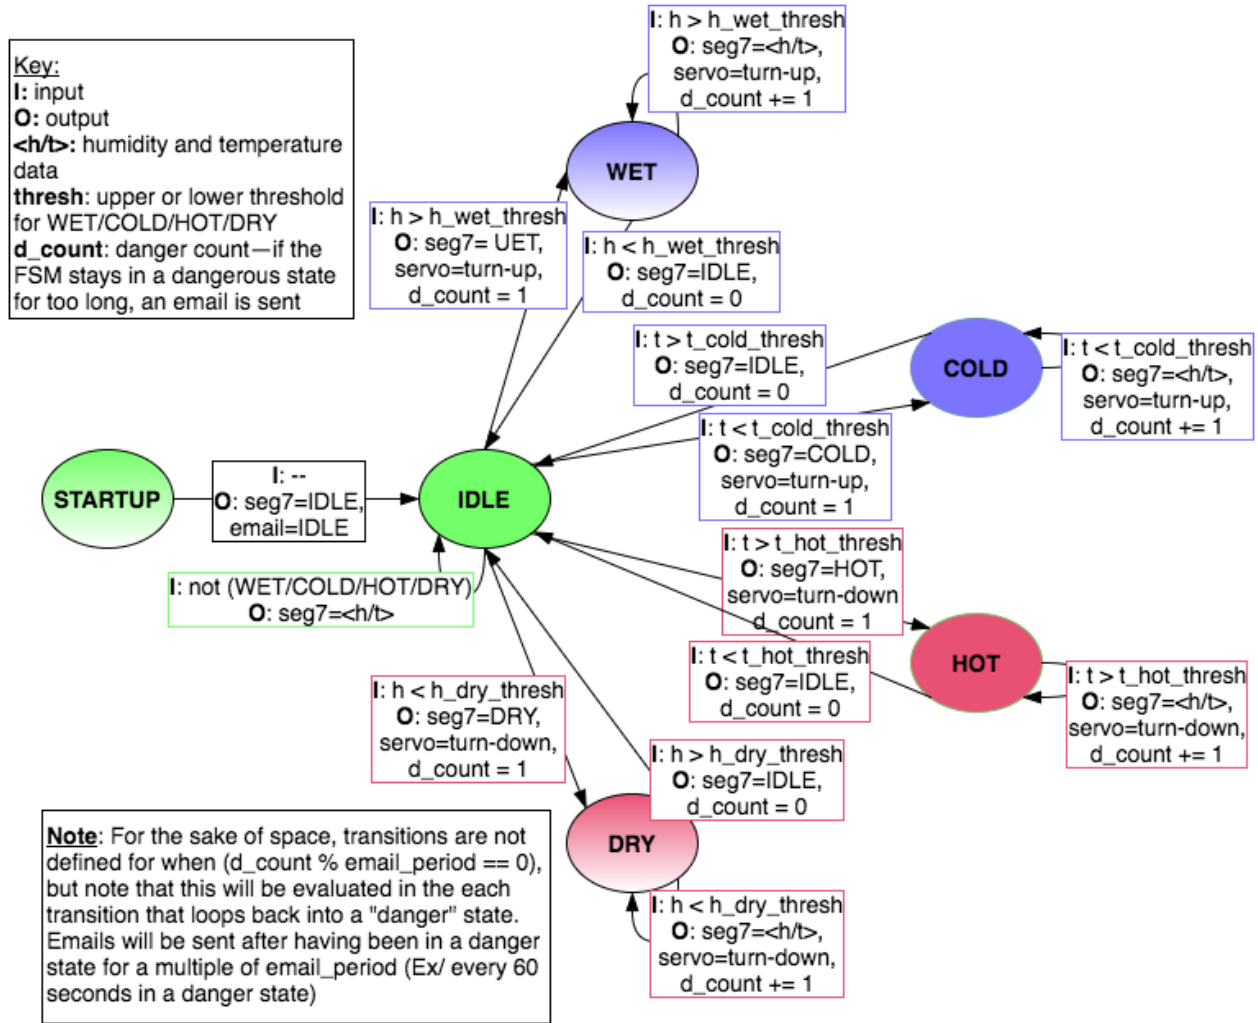 Key:
I: input
O: output
<h/t>: humidity and temperature
data
thresh: upper or lower threshold
for WET/COLD/HOT/DRY
d_count: danger count—if the
FSM stays in a dangerous state
for too long, an email is sent
I: h > h_wet_thresh
O: seg7=<h/t>,
servo=turn-up,
d_count += 1
WET
I: h > h_wet_thresh
O: seg7= UET,
servo=turn-up,
d_count = 1
I: h < h_wet_thresh
O: seg7=IDLE,
d_count = 0
I: t > t_cold_thresh
O: seg7=IDLE,
d_count = 0
COLD
I: t < t_cold_thresh
O: seg7=<h/t>,
servo=turn-up,
d_count += 1
I: t < t_cold_thresh
O: seg7=COLD,
servo=turn-up,
d_count = 1
STARTUP
I: --
O: seg7=IDLE,
email=IDLE
IDLE
I: not (WET/COLD/HOT/DRY)
O: seg7=<h/t>
I: t > t_hot_thresh
O: seg7=HOT,
servo=turn-down
d_count = 1
I: t < t_hot_thresh
O: seg7=IDLE,
d_count = 0
HOT
I: t > t_hot_thresh
O: seg7=<h/t>,
servo=turn-down,
d_count += 1
I: h < h_dry_thresh
O: seg7=DRY,
servo=turn-down,
d_count = 1
I: h > h_dry_thresh
O: seg7=IDLE,
d_count = 0
DRY
I: h < h_dry_thresh
O: seg7=<h/t>,
servo=turn-down,
d_count += 1
Note: For the sake of space, transitions are not
defined for when (d_count % email_period == 0),
but note that this will be evaluated in the each
transition that loops back into a "danger" state.
Emails will be sent after having been in a danger
state for a multiple of email_period (Ex/ every 60
seconds in a danger state)